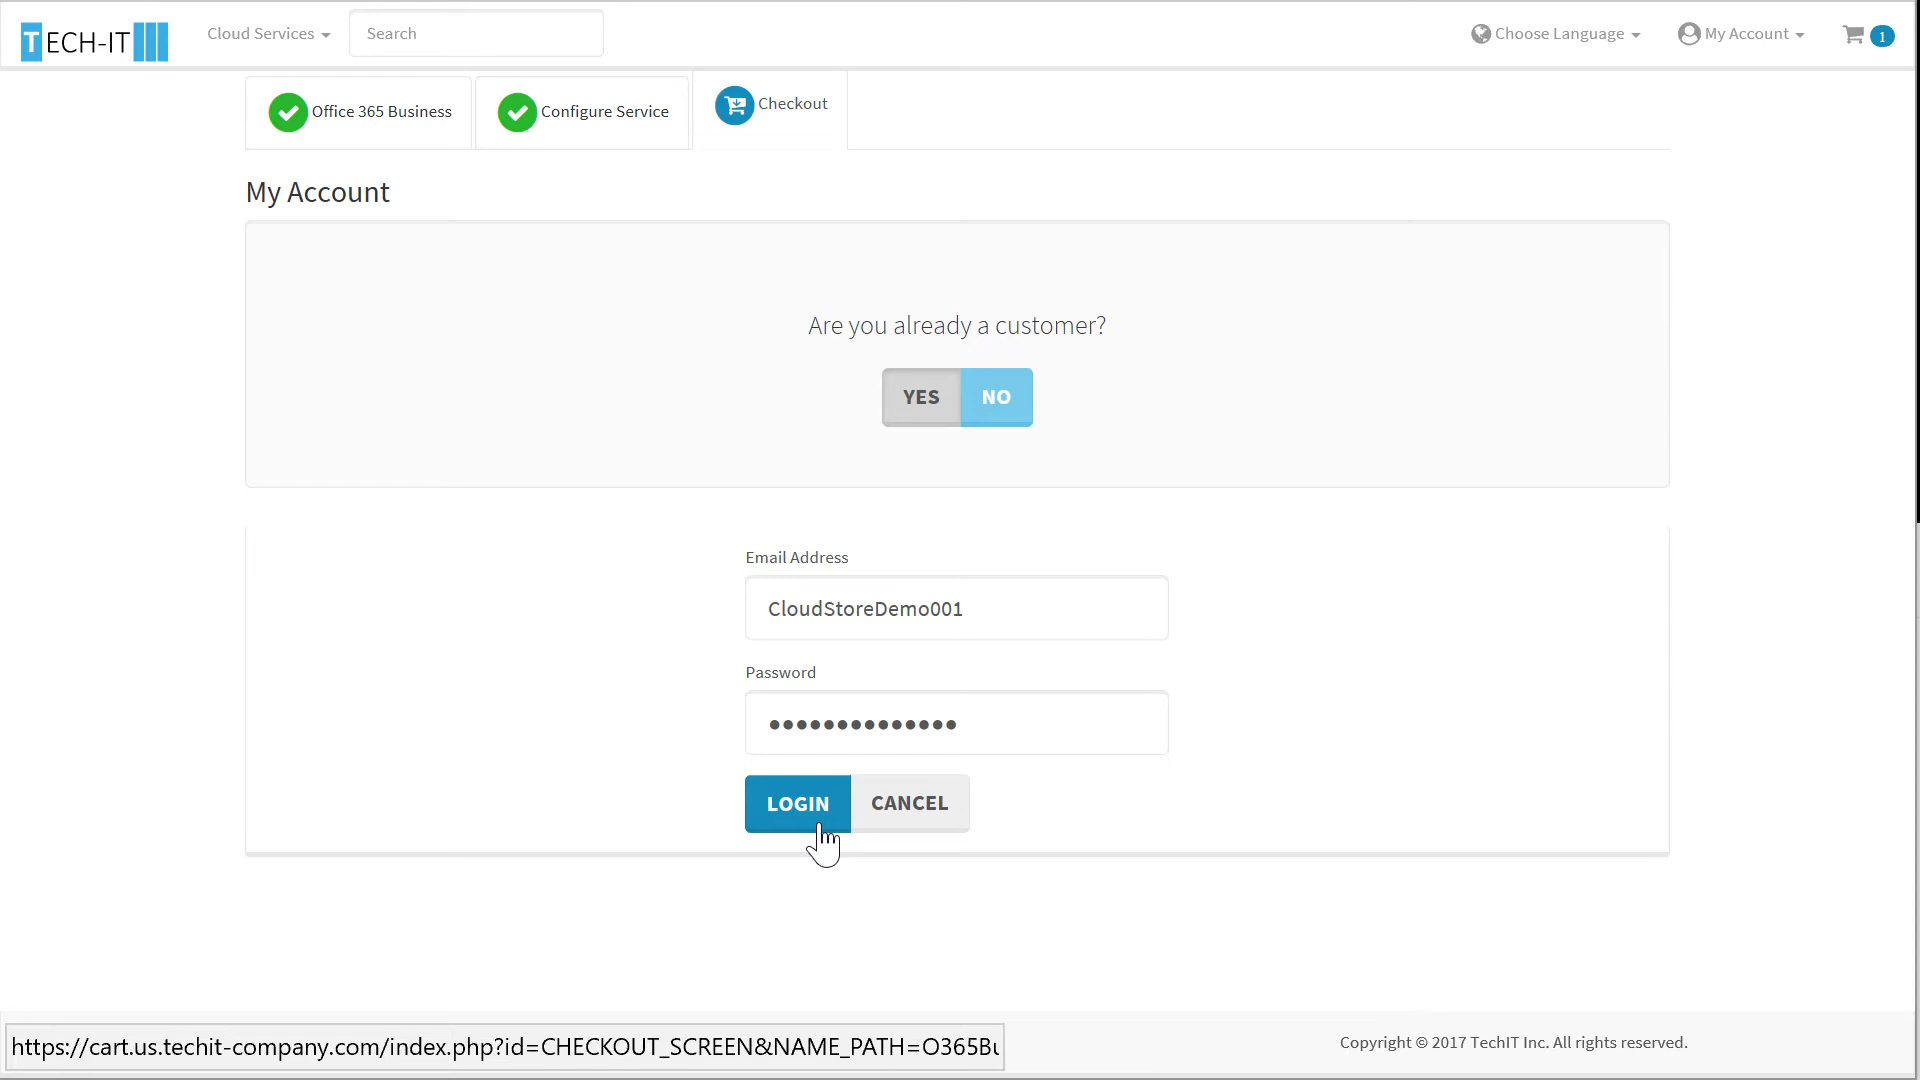 TECH-IT
Cloud Services
Search
Choose Language
My Account
1
Office 365 Business
Configure Service
Checkout
My Account
Are you already a customer?
YES
NO
Email Address
CloudStoreDemo001
Password
●●●●●●●●●●●●●●
LOGIN
CANCEL
https://cart.us.techit-company.com/index.php?id=CHECKOUT_SCREEN&NAME_PATH=O365Bu
Copyright © 2017 TechIT Inc. All rights reserved.